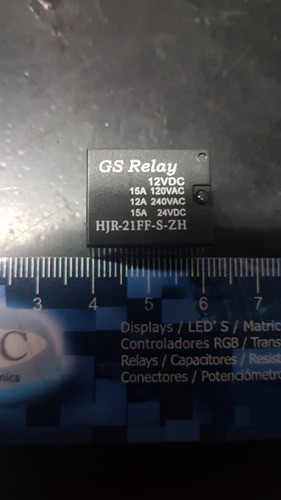 GS Relay
12VDC
15A 120VAC
12A 240VAC
15A 24VDC
HJR-21FF-S-ZH
3 4 5 6 7
C
onics
Displays / LED´S / Matric
Controladores RGB / Trans
Relays / Capacitores / Resist
Conectores / Potenciómetro